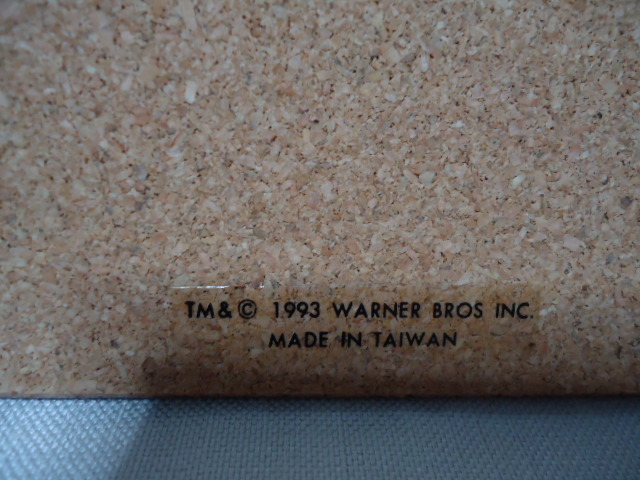 TM & © 1993 WARNER BROS INC.
MADE IN TAIWAN